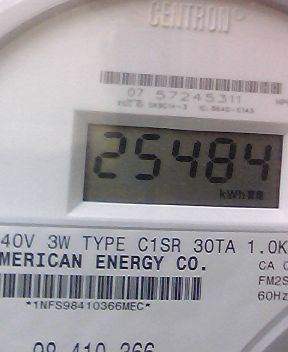 CENTRON®
07 57245311
25484
kWh
40V 3W TYPE C1SR 30TA 1.0K
MERICAN ENERGY CO.
CA 0
FM2S
60Hz
*1NFS98410366MEC*
98 410 366